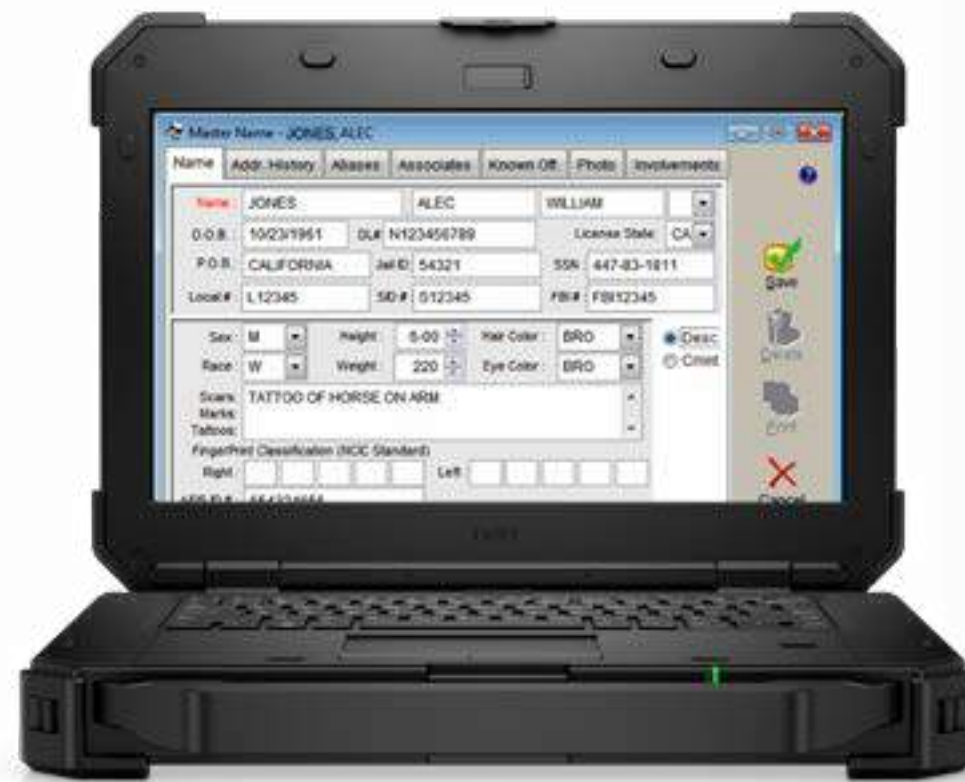 Master Name - JONES, ALEC
Name Addr. History Aliases Associates Known Off. Photo Involvements
Name: JONES ALEC WILLIAM
D.O.B.: 10/23/1961 DL#: N123456789 License State: CA
P.O.B.: CALIFORNIA Jail ID: 54321 SSN: 447-83-1611
Local #: L12345 SID #: S12345 FBI #: FBI12345
Sex: M Height: 6-00 Hair Color: BRO Desc
Race: W Weight: 220 Eye Color: BRO Cmnt
Scars TATTOO OF HORSE ON ARM
Marks
Tattoos:
FingerPrint Classification (NCIC Standard)
Right Left
Save
Print
Cancel